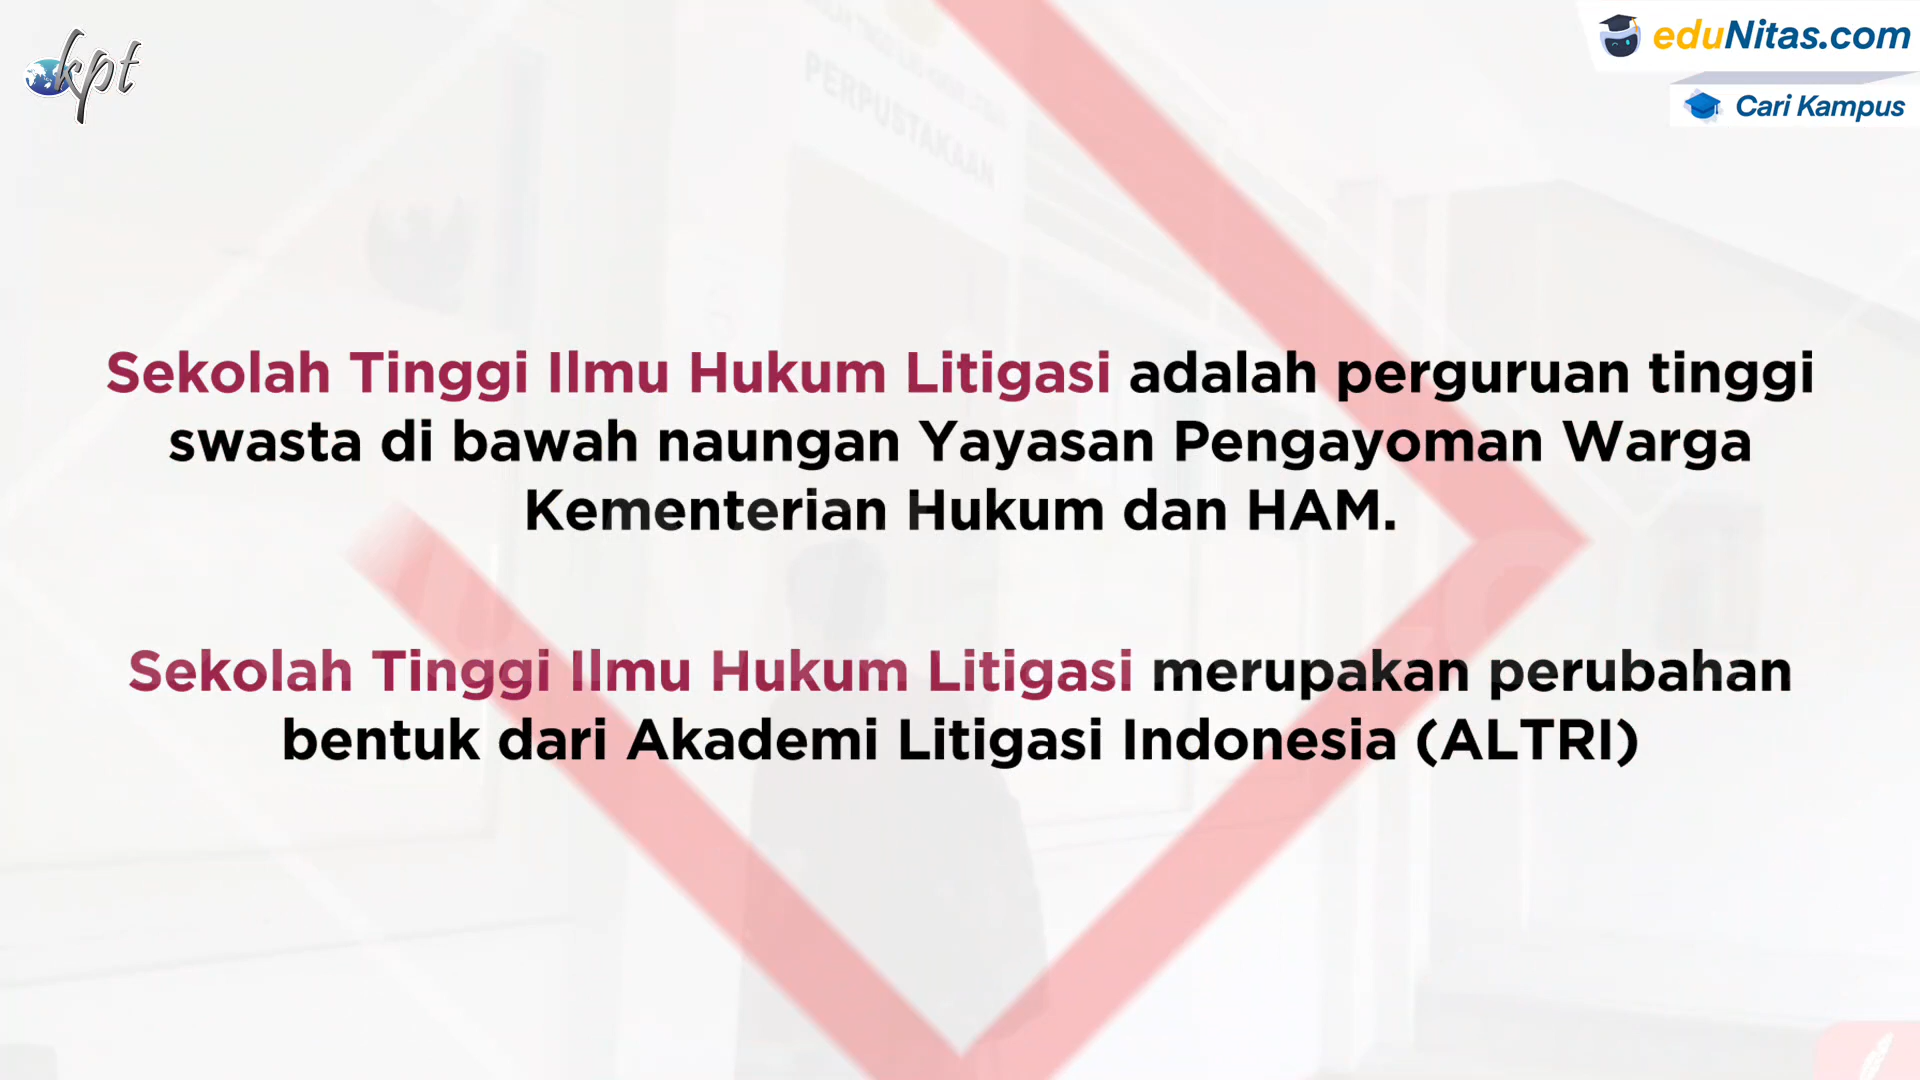 kpt
eduNitas.com
Cari Kampus
PERPUSTAKAAN
Sekolah Tinggi Ilmu Hukum Litigasi adalah perguruan tinggi
swasta di bawah naungan Yayasan Pengayoman Warga
Kementerian Hukum dan HAM.
Sekolah Tinggi Ilmu Hukum Litigasi merupakan perubahan
bentuk dari Akademi Litigasi Indonesia (ALTRI)